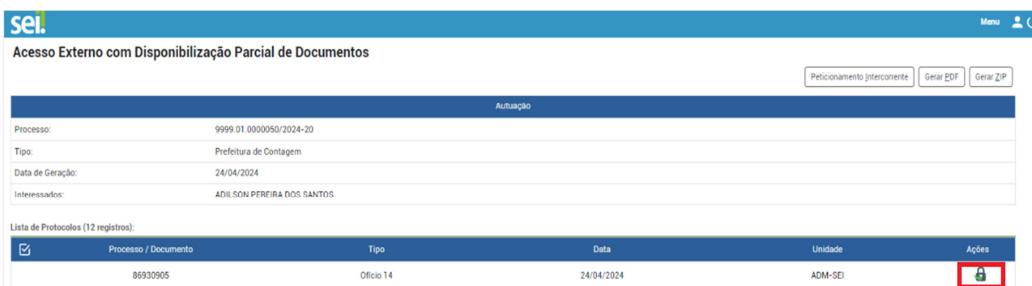 sei!
Menu
Acesso Externo com Disponibilização Parcial de Documentos
Peticionamento Intercorrente Gerar PDF Gerar ZIP
Autuação
Processo: 9999.01.0000050/2024-20
Tipo: Prefeitura de Contagem
Data de Geração: 24/04/2024
Interessados: ADILSON PEREIRA DOS SANTOS
Lista de Protocolos (12 registros):
Processo / Documento Tipo Data Unidade Ações
86930905 Ofício 14 24/04/2024 ADM-SEI